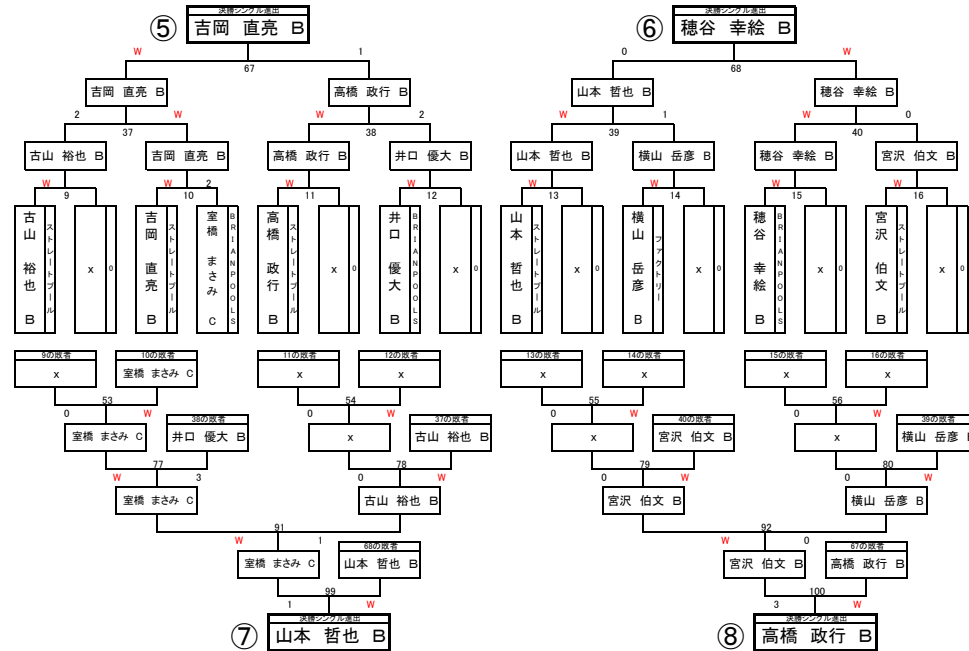 決勝シングル進出 決勝シングル進出
⑤ 吉岡 直亮 B ⑥ 穂谷 幸絵 B
W 1 0 W
67 68
吉岡 直亮 B 高橋 政行 B 山本 哲也 B 穂谷 幸絵 B
2 W W 2 W 1 W 0
37 38 39 40
古山 裕也 B 吉岡 直亮 B 高橋 政行 B 井口 優大 B 山本 哲也 B 横山 岳彦 B 穂谷 幸絵 B 宮沢 伯文 B
W W 2 W W W W W W
9 10 11 12 13 14 15 16
古山 裕也 B ストレートプール x 0 吉岡 直亮 B ストレートプール 室橋 まさみ C BRIANPOOLS 高橋 政行 B ストレートプール x 0 井口 優大 B BRIANPOOLS x 0 山本 哲也 B ストレートプール x 0 横山 岳彦 B ファクトリー x 0 穂谷 幸絵 B BRIANPOOLS x 0 宮沢 伯文 B ストレートプール x 0
9の敗者 10の敗者 11の敗者 12の敗者 13の敗者 14の敗者 15の敗者 16の敗者
x 室橋 まさみ C x x x x x x
53 54 55 56
0 W 0 W 0 W 0 W
38の敗者 37の敗者 40の敗者 39の敗者
室橋 まさみ C 井口 優大 B x 古山 裕也 B x 宮沢 伯文 B x 横山 岳彦 B
77 78 79 80
W 3 0 W 0 W 0 W
室橋 まさみ C 古山 裕也 B 宮沢 伯文 B 横山 岳彦 B
91 92
W 1 W 0
68の敗者 67の敗者
室橋 まさみ C 山本 哲也 B 宮沢 伯文 B 高橋 政行 B
99 100
1 W 3 W
決勝シングル進出 決勝シングル進出
⑦ 山本 哲也 B ⑧ 高橋 政行 B